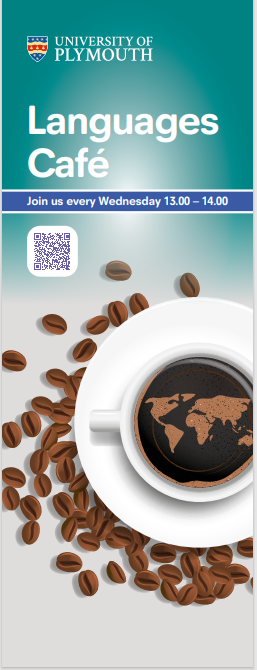 UNIVERSITY OF
PLYMOUTH
Languages
Café
Join us every Wednesday 13.00 – 14.00